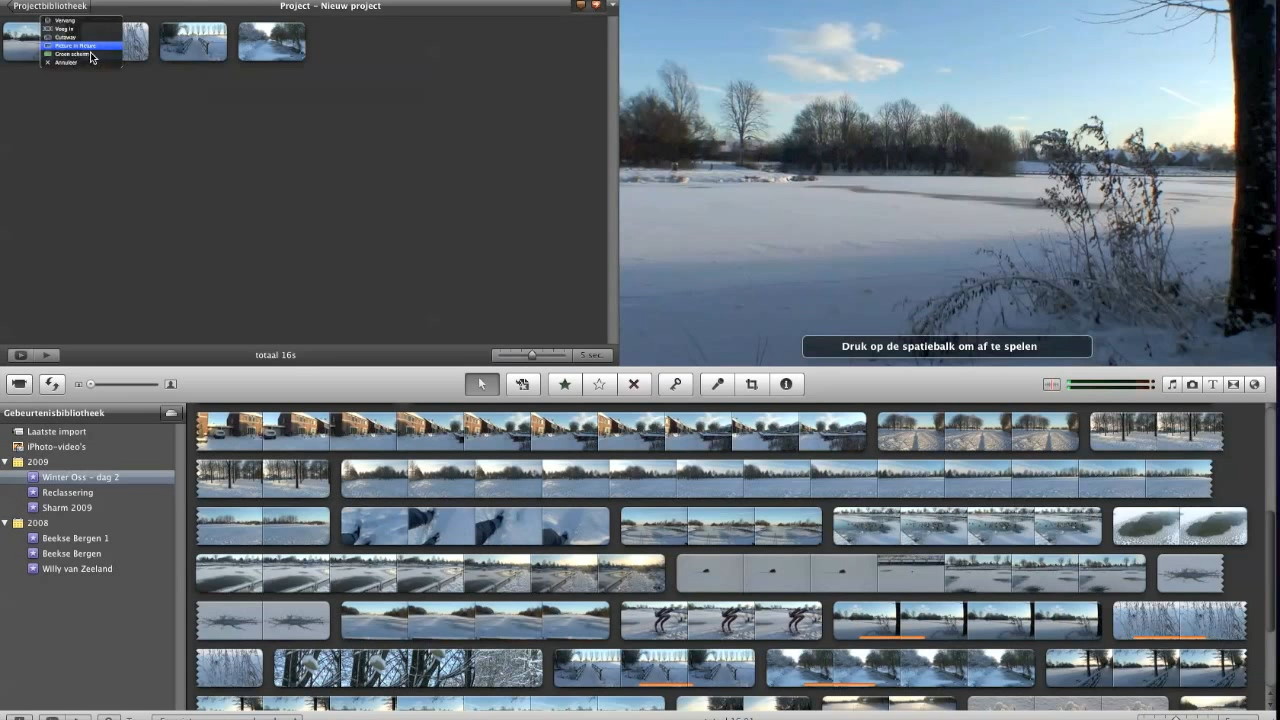 Projectbibliotheek
Project – Nieuw project
Vervang
Voeg in
Cutaway
Picture in Picture
Green screen
Annuleer
totaal 16s
5 sec.
Druk op de spatiebalk om af te spelen
Gebeurtenisbibliotheek
Laatste import
iPhoto-video's
2009
Winter Oss – dag 2
Reclassering
Sharm 2009
2008
Beekse Bergen 1
Beekse Bergen
Willy van Zeeland